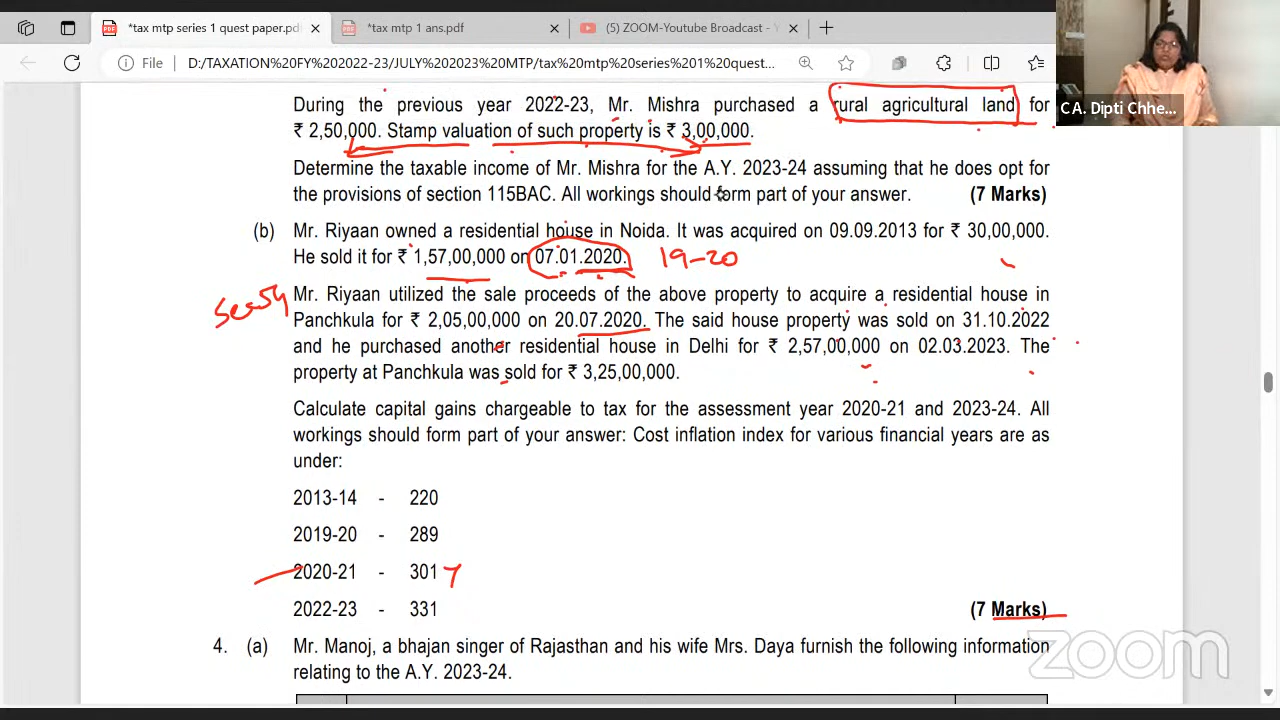 *tax mtp series 1 quest paper.pd
*tax mtp 1 ans.pdf
(5) ZOOM-Youtube Broadcast - Y
File
D:/TAXATION%20FY%202022-23/JULY%202023%20MTP/tax%20mtp%20series%201%20quest...
CA. Dipti Chhe...
During the previous year 2022-23, Mr. Mishra purchased a rural agricultural land for
₹ 2,50,000. Stamp valuation of such property is ₹ 3,00,000.
Determine the taxable income of Mr. Mishra for the A.Y. 2023-24 assuming that he does opt for
the provisions of section 115BAC. All workings should form part of your answer. (7 Marks)
(b) Mr. Riyaan owned a residential house in Noida. It was acquired on 09.09.2013 for ₹ 30,00,000.
He sold it for ₹ 1,57,00,000 on 07.01.2020. 19-20
Sec 54 Mr. Riyaan utilized the sale proceeds of the above property to acquire a residential house in
Panchkula for ₹ 2,05,00,000 on 20.07.2020. The said house property was sold on 31.10.2022
and he purchased another residential house in Delhi for ₹ 2,57,00,000 on 02.03.2023. The
property at Panchkula was sold for ₹ 3,25,00,000.
Calculate capital gains chargeable to tax for the assessment year 2020-21 and 2023-24. All
workings should form part of your answer: Cost inflation index for various financial years are as
under:
2013-14 - 220
2019-20 - 289
2020-21 - 301
2022-23 - 331 (7 Marks)
4. (a) Mr. Manoj, a bhajan singer of Rajasthan and his wife Mrs. Daya furnish the following information
relating to the A.Y. 2023-24.
zoom